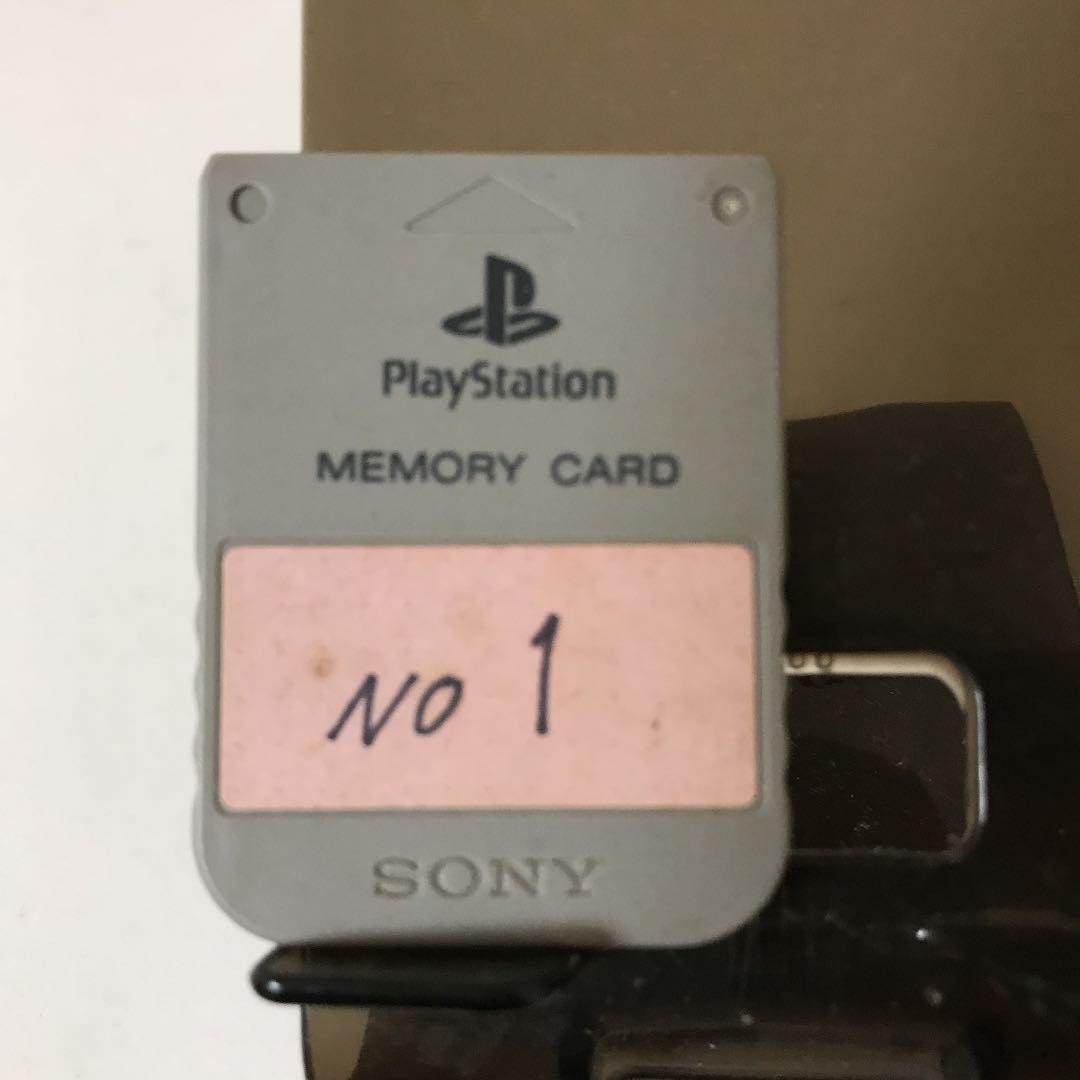 PlayStation
MEMORY CARD
NO 1
SONY